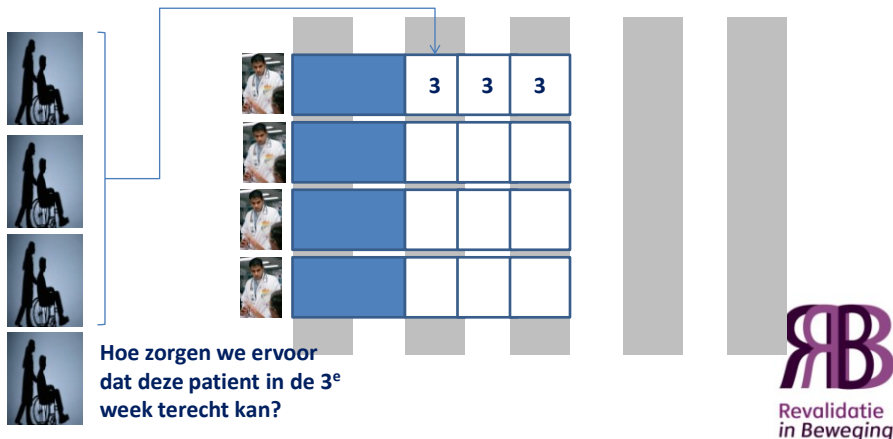 3 3 3
Hoe zorgen we ervoor
dat deze patient in de 3e
week terecht kan?
RRBB
Revalidatie
in Beweging